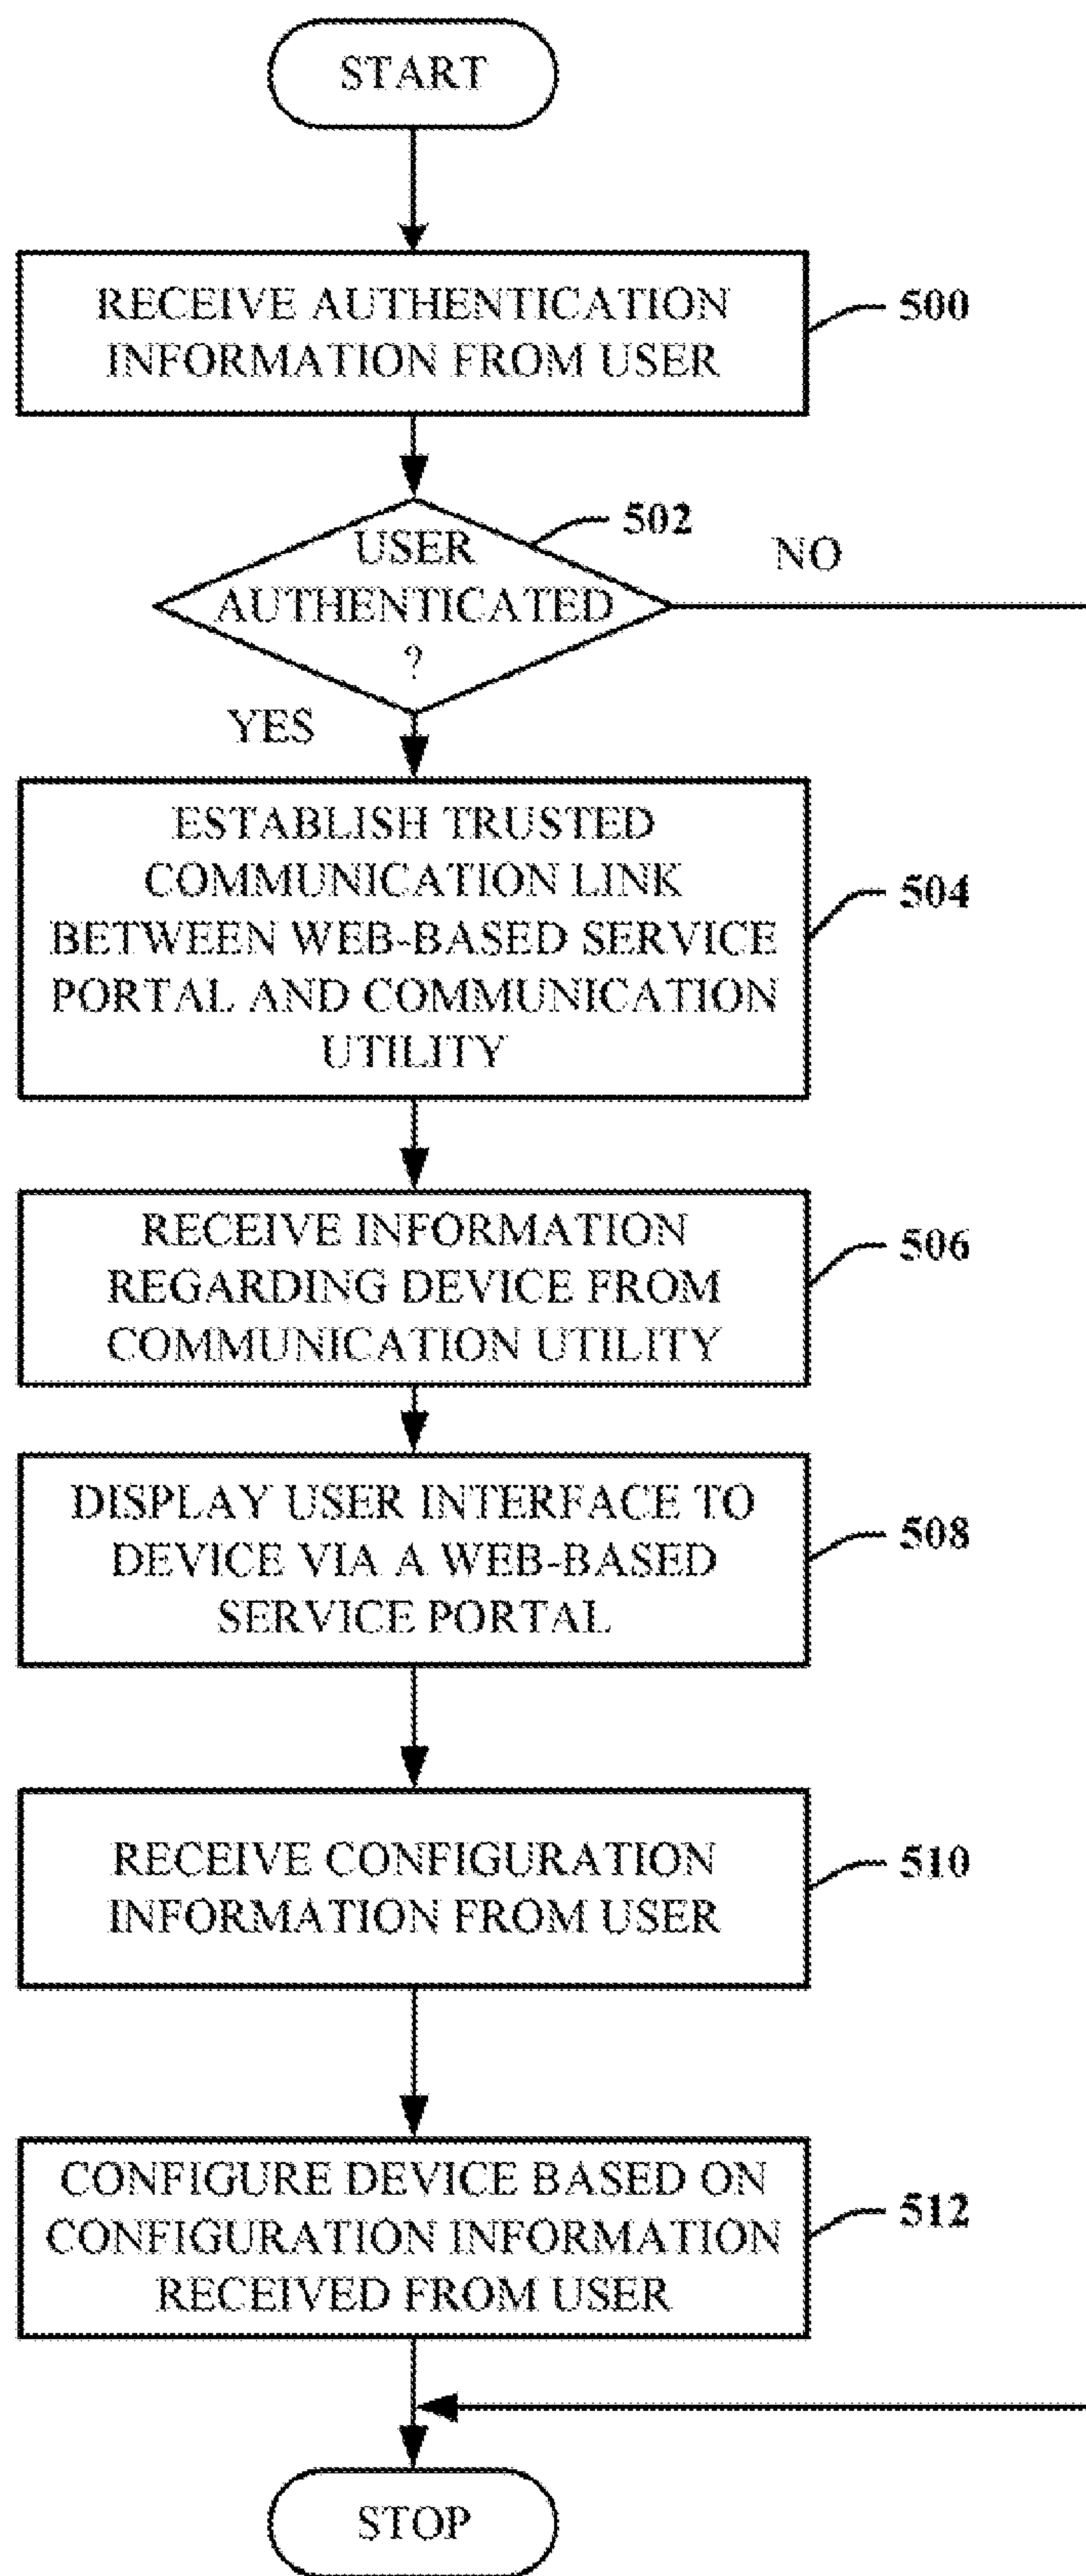 START
RECEIVE AUTHENTICATION
INFORMATION FROM USER
500
USER
AUTHENTICATED
?
502
NO
YES
ESTABLISH TRUSTED
COMMUNICATION LINK
BETWEEN WEB-BASED SERVICE
PORTAL AND COMMUNICATION
UTILITY
504
RECEIVE INFORMATION
REGARDING DEVICE FROM
COMMUNICATION UTILITY
506
DISPLAY USER INTERFACE TO
DEVICE VIA A WEB-BASED
SERVICE PORTAL
508
RECEIVE CONFIGURATION
INFORMATION FROM USER
510
CONFIGURE DEVICE BASED ON
CONFIGURATION INFORMATION
RECEIVED FROM USER
512
STOP